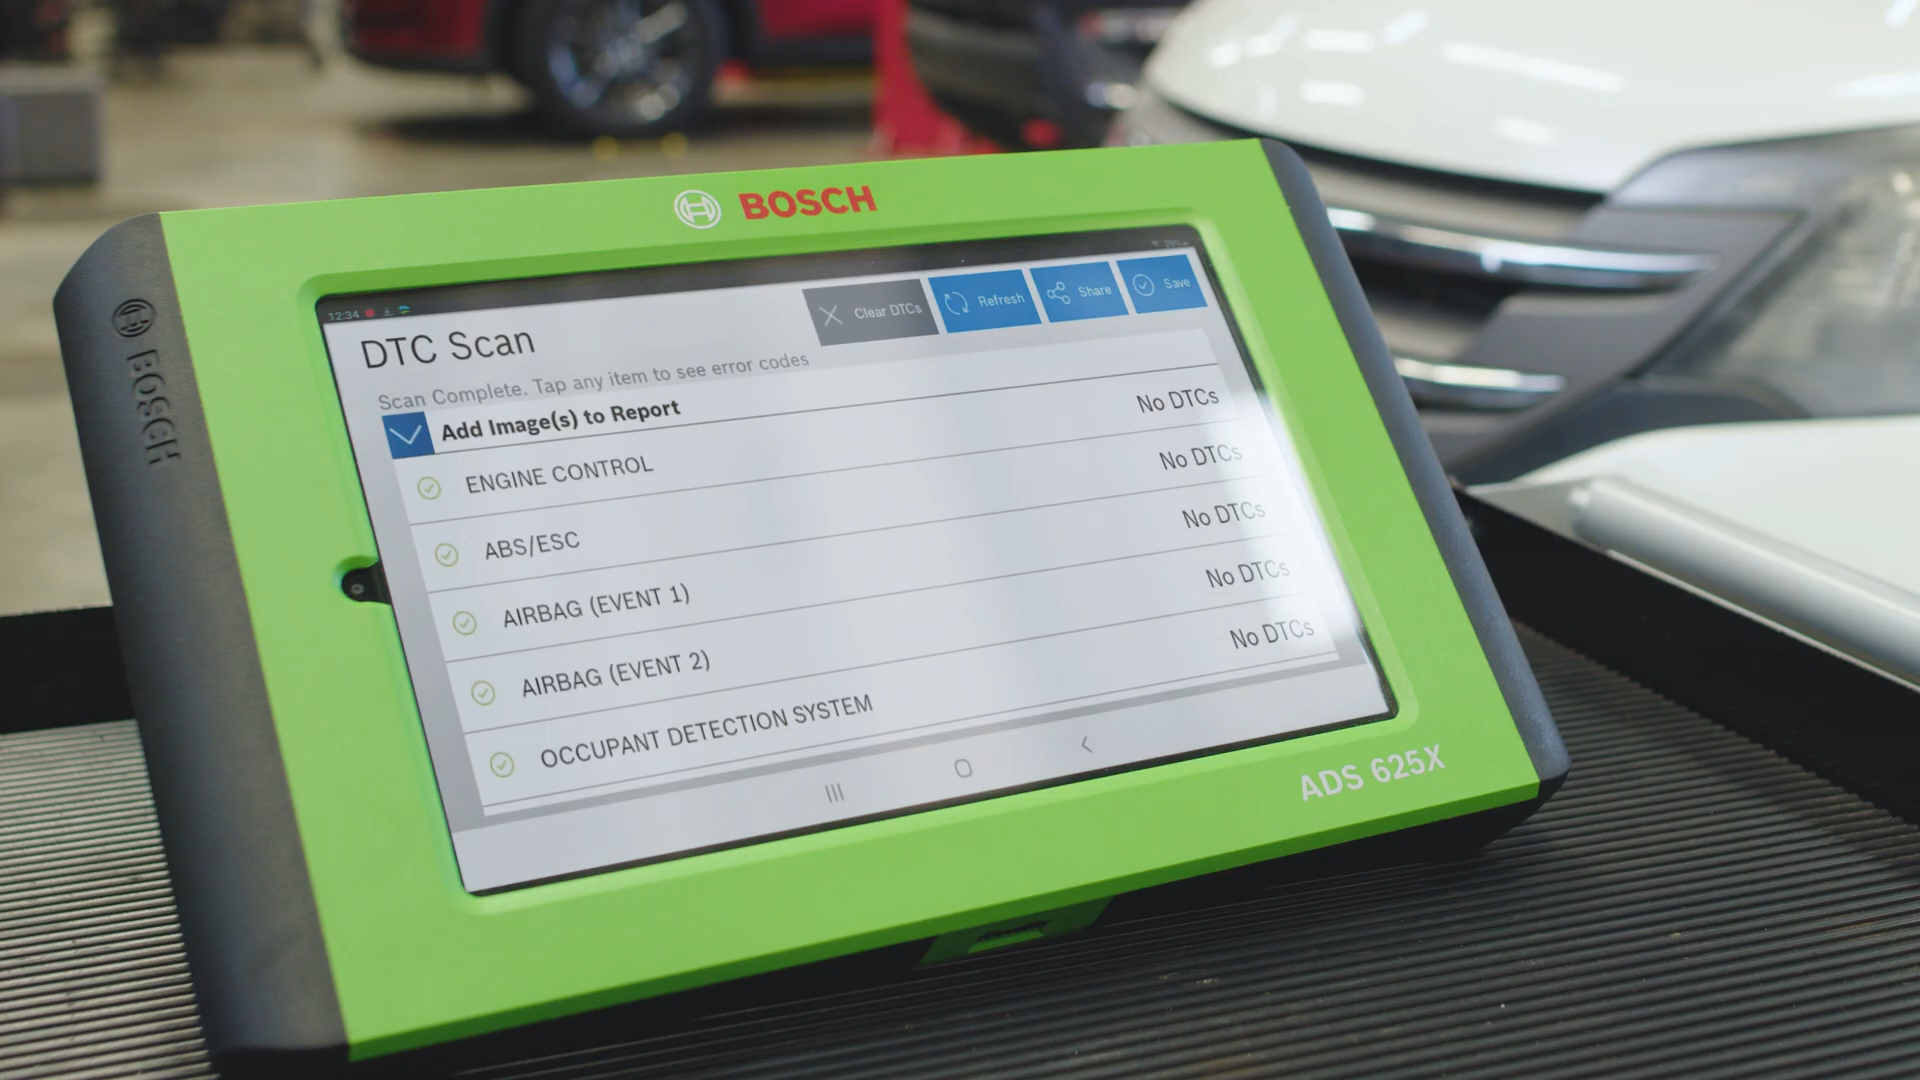 BOSCH
BOSCH
12:34
DTC Scan
Clear DTCs
Refresh
Share
Save
Scan Complete. Tap any item to see error codes
Add Image(s) to Report
ENGINE CONTROL No DTCs
ABS/ESC No DTCs
AIRBAG (EVENT 1) No DTCs
AIRBAG (EVENT 2) No DTCs
OCCUPANT DETECTION SYSTEM No DTCs
ADS 625X